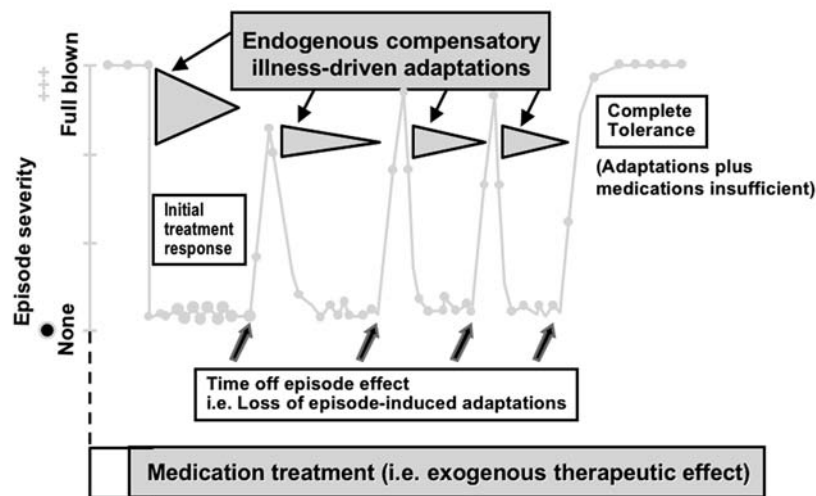 Endogenous compensatory
illness-driven adaptations
Full blown
Episode severity
None
Initial
treatment
response
Complete
Tolerance
(Adaptations plus
medications insufficient)
Time off episode effect
i.e. Loss of episode-induced adaptations
Medication treatment (i.e. exogenous therapeutic effect)